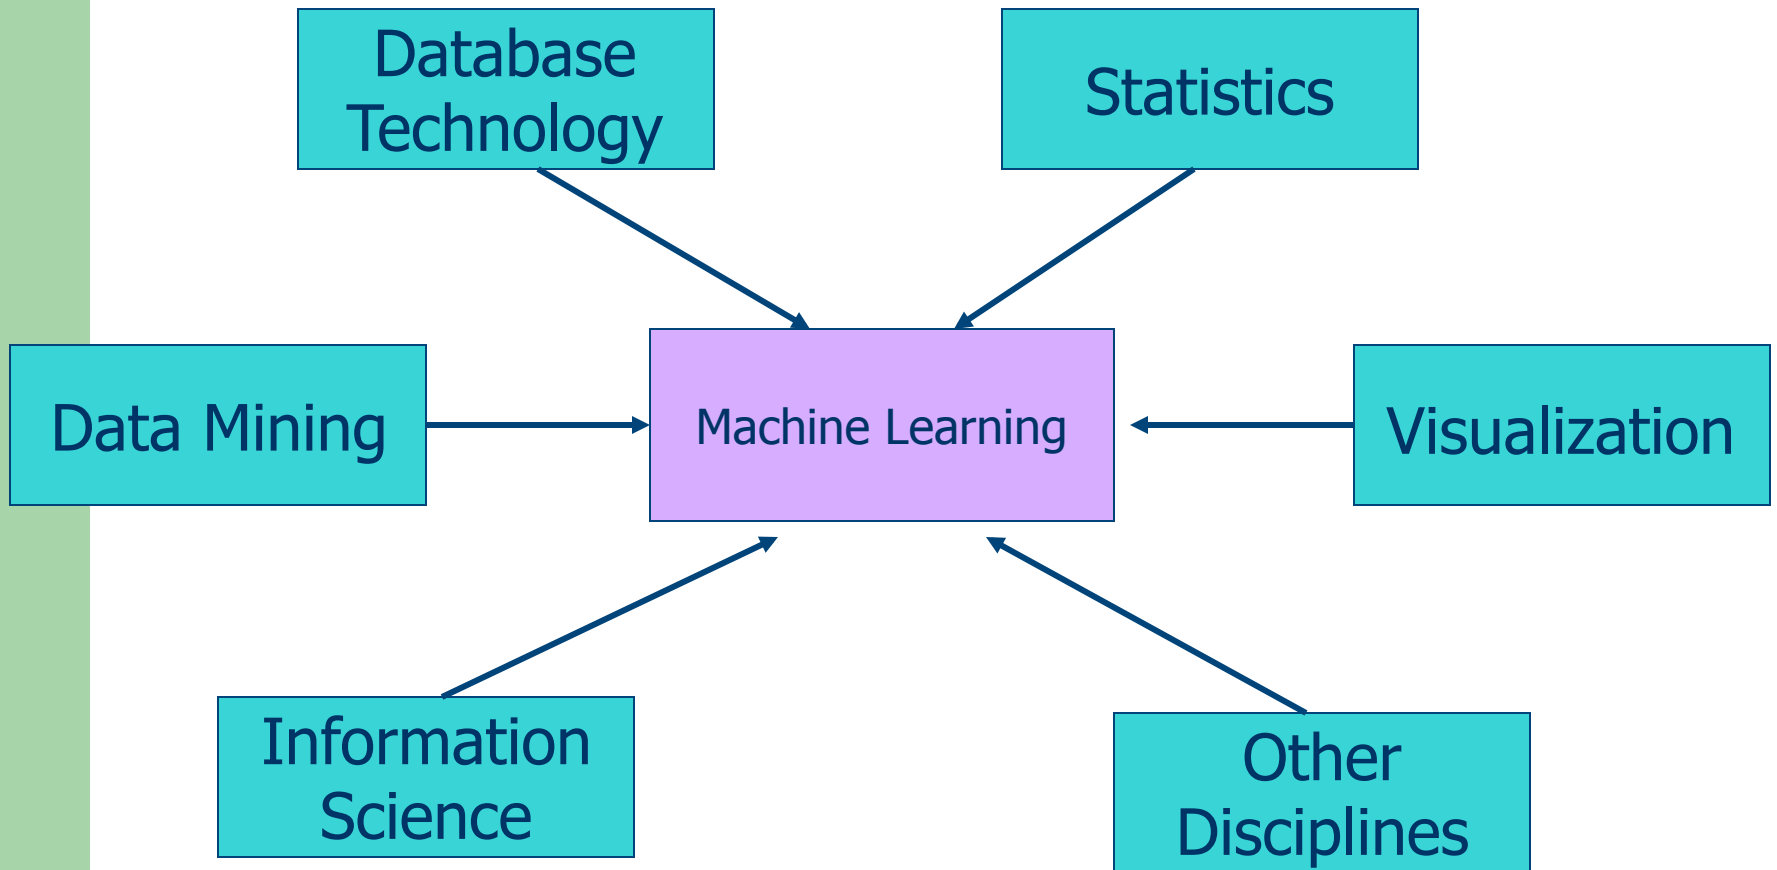 Database
Technology
Statistics
Data Mining
Machine Learning
Visualization
Information
Science
Other
Disciplines